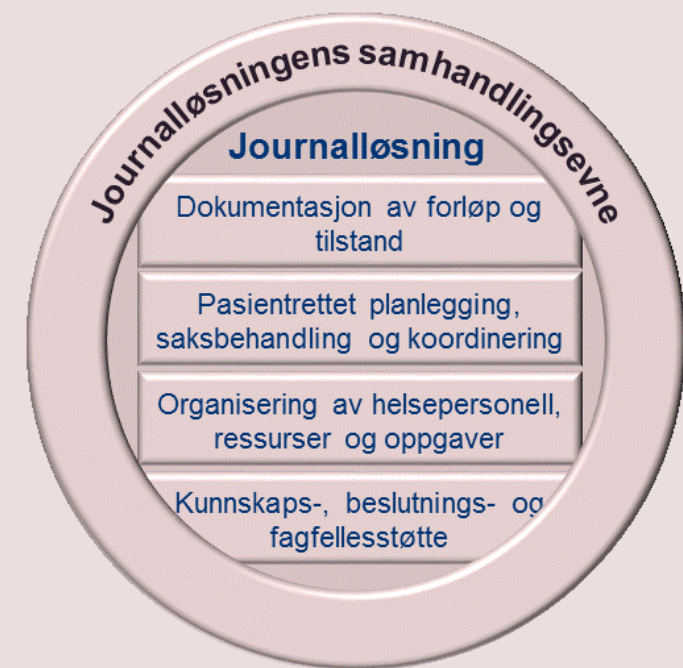 Journalløsningens samhandlingsevne
Journalløsning
Dokumentasjon av forløp og
tilstand
Pasientrettet planlegging,
saksbehandling og koordinering
Organisering av helsepersonell,
ressurser og oppgaver
Kunnskaps-, beslutnings- og
fagfellesstøtte